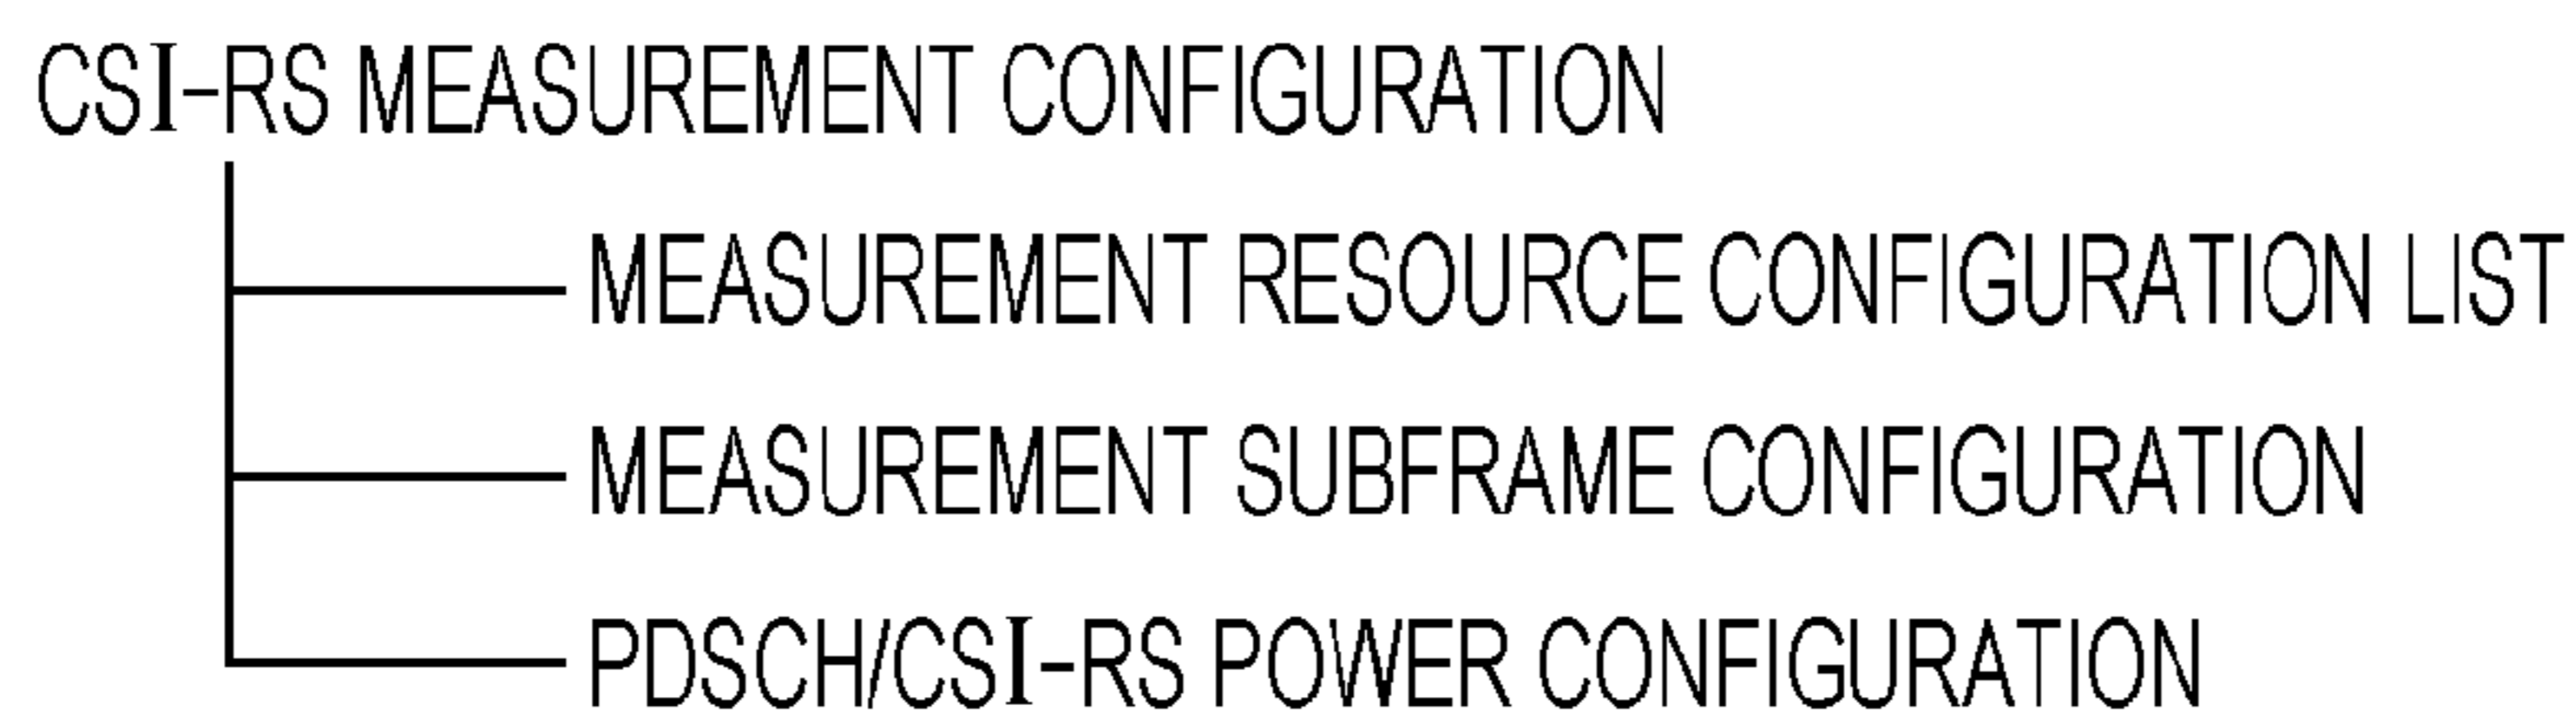 CSI-RS MEASUREMENT CONFIGURATION
MEASUREMENT RESOURCE CONFIGURATION LIST
MEASUREMENT SUBFRAME CONFIGURATION
PDSCH/CSI-RS POWER CONFIGURATION